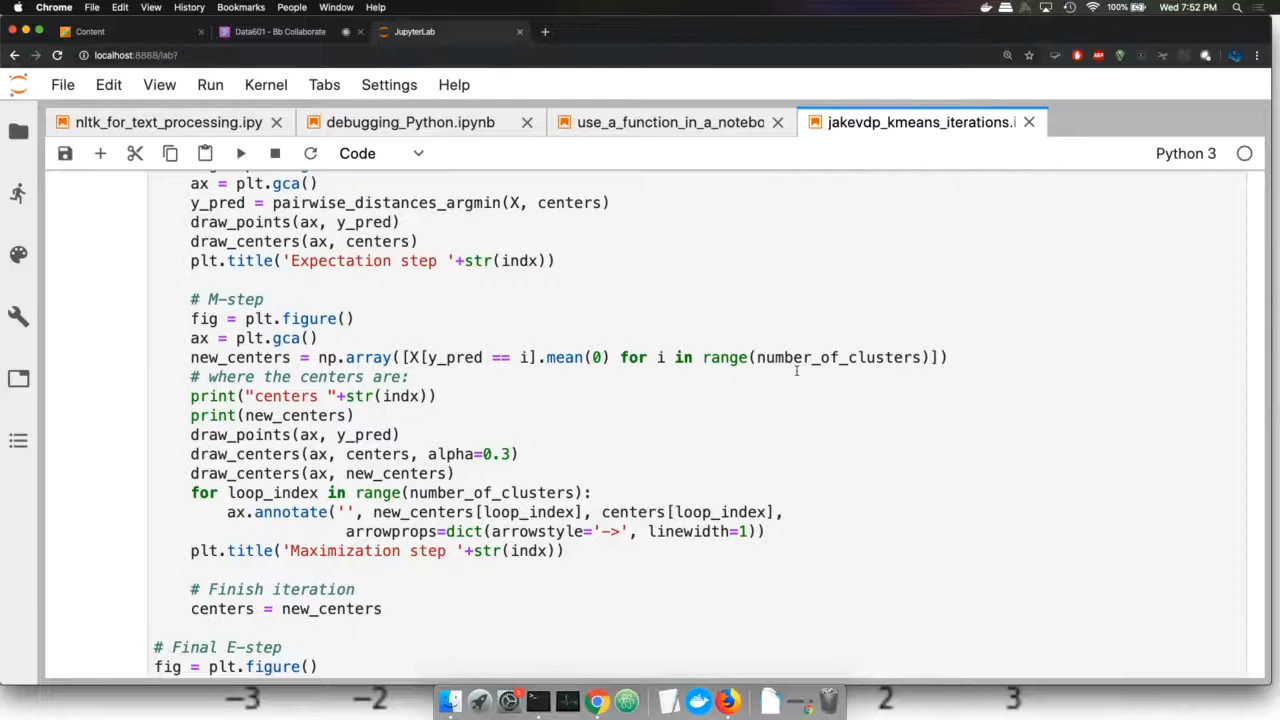 Chrome File Edit View History Bookmarks People Window Help 100% Wed 7:52 PM
Content Data601 - Bb Collaborate JupyterLab
localhost:8888/lab?
File Edit View Run Kernel Tabs Settings Help
nltk_for_text_processing.ipy debugging_Python.ipynb use_a_function_in_a_notebo jakevdp_kmeans_iterations.i
Code Python 3
ax = plt.gca()
y_pred = pairwise_distances_argmin(X, centers)
draw_points(ax, y_pred)
draw_centers(ax, centers)
plt.title('Expectation step '+str(indx))
# M-step
fig = plt.figure()
ax = plt.gca()
new_centers = np.array([X[y_pred == i].mean(0) for i in range(number_of_clusters)])
# where the centers are:
print("centers "+str(indx))
print(new_centers)
draw_points(ax, y_pred)
draw_centers(ax, centers, alpha=0.3)
draw_centers(ax, new_centers)
for loop_index in range(number_of_clusters):
ax.annotate('', new_centers[loop_index], centers[loop_index],
arrowprops=dict(arrowstyle='->', linewidth=1))
plt.title('Maximization step '+str(indx))
# Finish iteration
centers = new_centers
# Final E-step
fig = plt.figure()
-3 -2 2 3